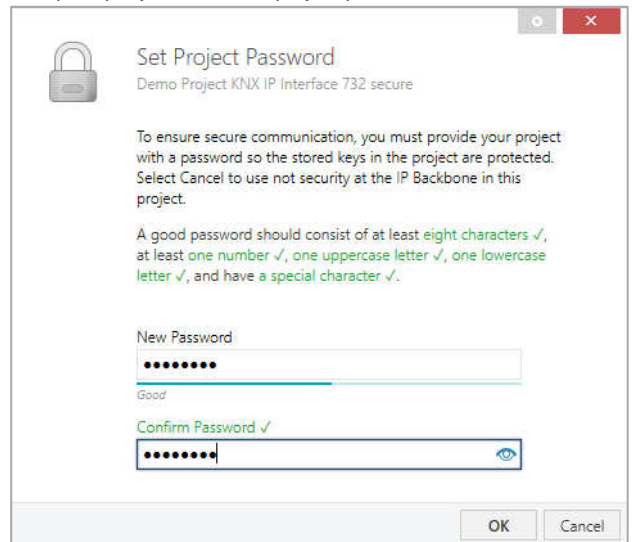 Set Project Password
Demo Project KNX IP Interface 732 secure
To ensure secure communication, you must provide your project
with a password so the stored keys in the project are protected.
Select Cancel to use not security at the IP Backbone in this
project.
A good password should consist of at least eight characters ✓,
at least one number ✓, one uppercase letter ✓, one lowercase
letter ✓, and have a special character ✓.
New Password
●●●●●●●●
Good
Confirm Password ✓
●●●●●●●●
OK Cancel